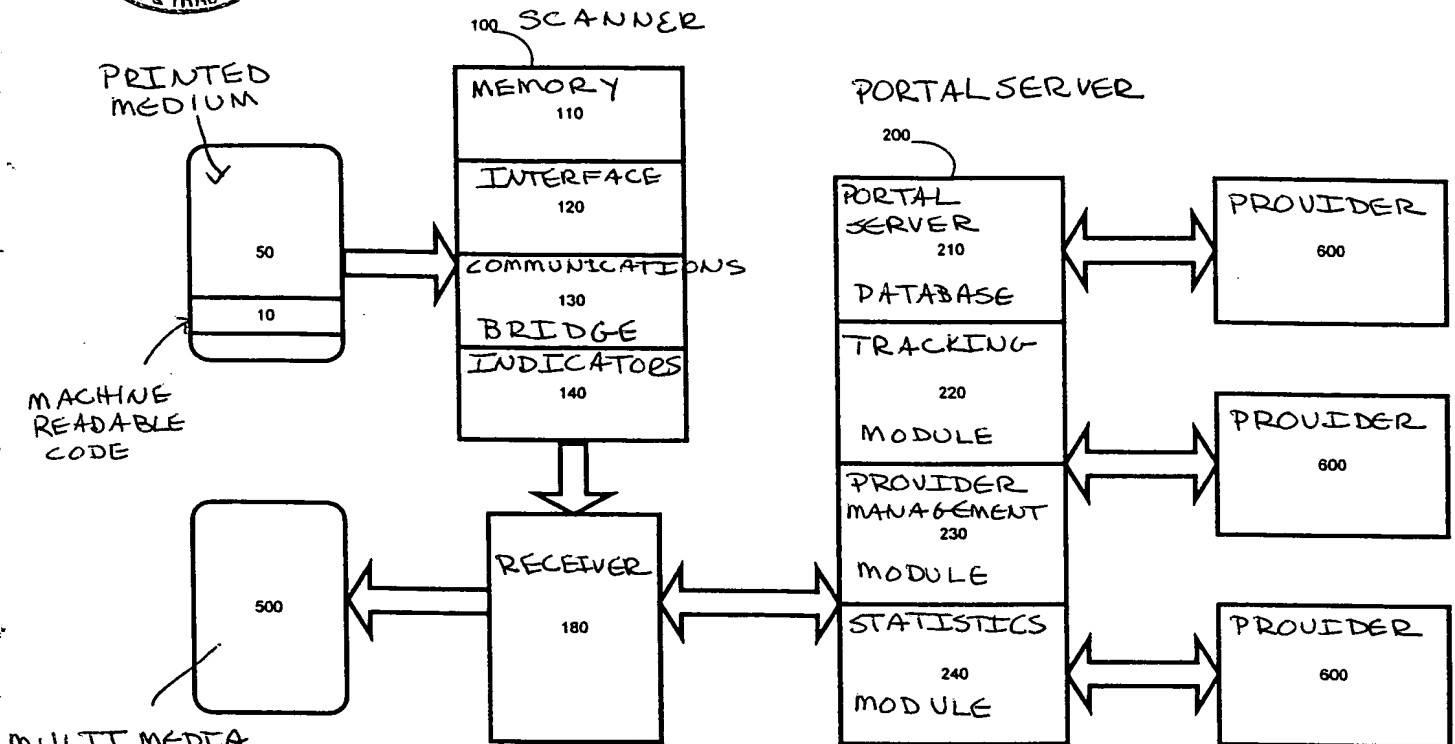 & TRAD
100 SCANNER
PRINTED
MEDIUM
50
10
MACHINE
READABLE
CODE
MEMORY
110
INTERFACE
120
COMMUNICATIONS
130
BRIDGE
INDICATORS
140
RECEIVER
180
500
MULTI MEDIA
PORTAL SERVER
200
PORTAL
SERVER
210
DATABASE
TRACKING
220
MODULE
PROVIDER
MANAGEMENT
230
MODULE
STATISTICS
240
MODULE
PROVIDER
600
PROVIDER
600
PROVIDER
600